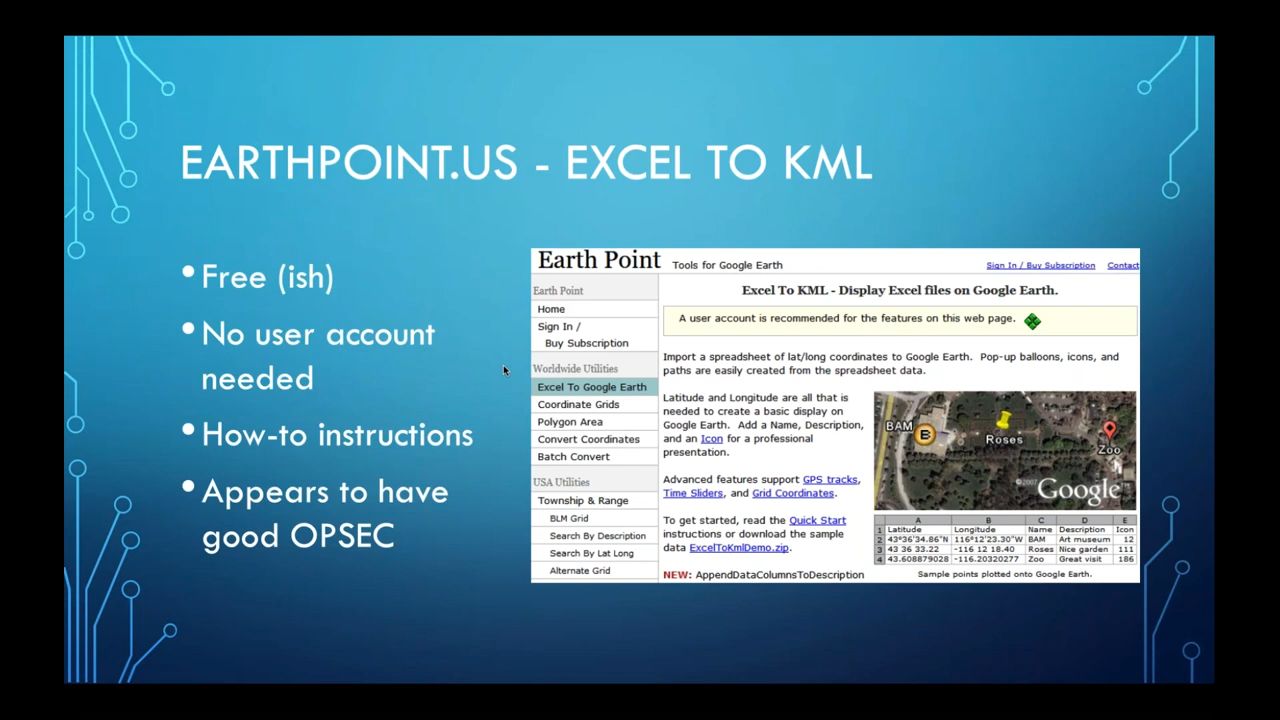 EARTHPOINT.US - EXCEL TO KML
• Free (ish)
• No user account
needed
• How-to instructions
• Appears to have
good OPSEC
Earth Point Tools for Google Earth Sign In / Buy Subscription Contact
Earth Point
Home
Sign In /
Buy Subscription
Worldwide Utilities
Excel To Google Earth
Coordinate Grids
Polygon Area
Convert Coordinates
Batch Convert
USA Utilities
Township & Range
BLM Grid
Search By Description
Search By Lat Long
Alternate Grid
Excel To KML - Display Excel files on Google Earth.
A user account is recommended for the features on this web page.
Import a spreadsheet of lat/long coordinates to Google Earth. Pop-up balloons, icons, and
paths are easily created from the spreadsheet data.
Latitude and Longitude are all that is
needed to create a basic display on
Google Earth. Add a Name, Description,
and an Icon for a professional
presentation.
Advanced features support GPS tracks,
Time Sliders, and Grid Coordinates.
To get started, read the Quick Start
instructions or download the sample
data ExcelToKmlDemo.zip.
NEW: AppendDataColumnsToDescription
BAM B Roses Zoo
©2007 Google
A B C D E
1 Latitude Longitude Name Description Icon
2 43°36'34.86"N 116°12'23.30"W BAM Art museum 12
3 43 36 33.22 -116 12 18.40 Roses Nice garden 111
4 43.608879028 -116.20320277 Zoo Great visit 186
Sample points plotted onto Google Earth.